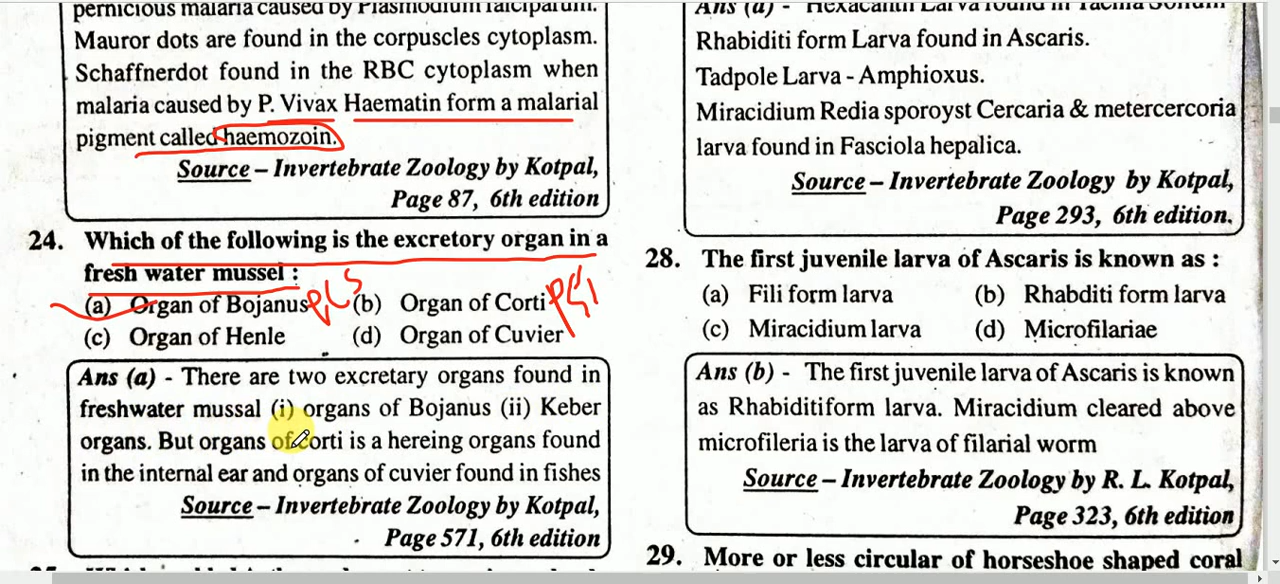 pernicious malaria caused by Plasmodium falciparum.
Mauror dots are found in the corpuscles cytoplasm.
Schaffnerdot found in the RBC cytoplasm when
malaria caused by P. Vivax Haematin form a malarial
pigment called haemozoin.
Source – Invertebrate Zoology by Kotpal,
Page 87, 6th edition
24. Which of the following is the excretory organ in a
fresh water mussel :
(a) Organ of Bojanus (b) Organ of Corti
(c) Organ of Henle (d) Organ of Cuvier
Ans (a) - There are two excretary organs found in
freshwater mussal (i) organs of Bojanus (ii) Keber
organs. But organs of corti is a hereing organs found
in the internal ear and organs of cuvier found in fishes
Source – Invertebrate Zoology by Kotpal,
Page 571, 6th edition
Ans (a) - Hexacanth Larva found in Taenia Solium
Rhabiditi form Larva found in Ascaris.
Tadpole Larva - Amphioxus.
Miracidium Redia sporoyst Cercaria & metercercoria
larva found in Fasciola hepalica.
Source – Invertebrate Zoology by Kotpal,
Page 293, 6th edition.
28. The first juvenile larva of Ascaris is known as :
(a) Fili form larva (b) Rhabditi form larva
(c) Miracidium larva (d) Microfilariae
Ans (b) - The first juvenile larva of Ascaris is known
as Rhabiditiform larva. Miracidium cleared above
microfileria is the larva of filarial worm
Source – Invertebrate Zoology by R. L. Kotpal,
Page 323, 6th edition
29. More or less circular of horseshoe shaped coral